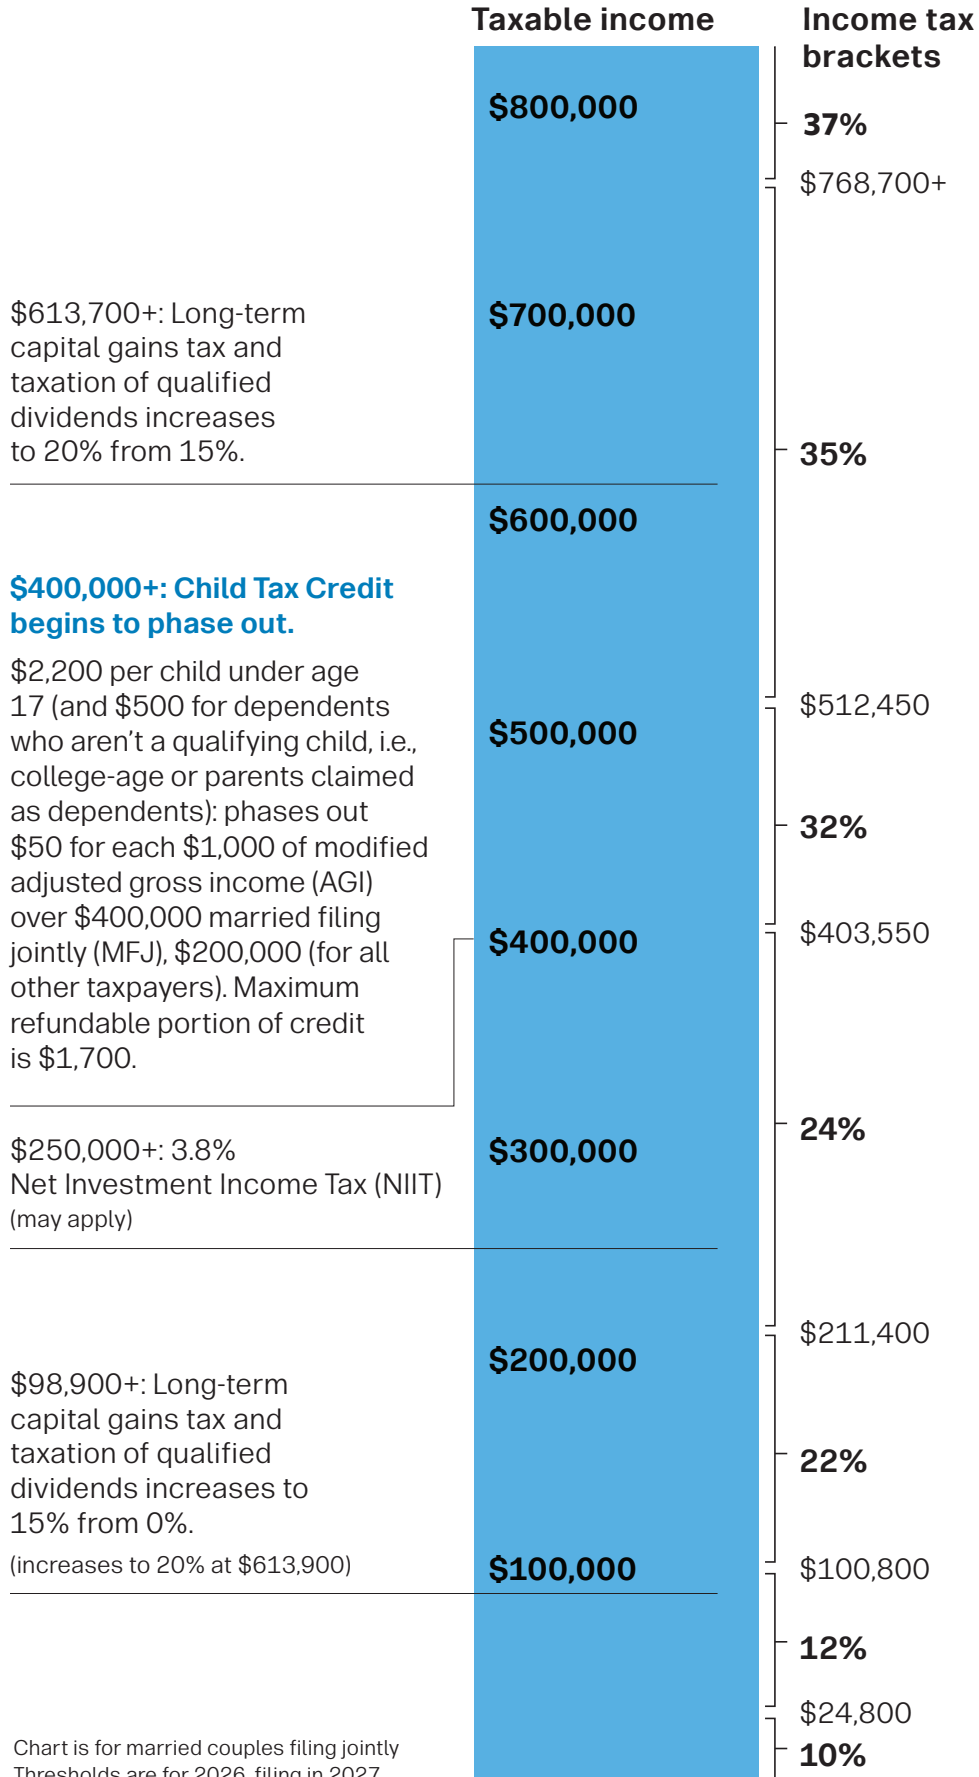 Taxable income
Income tax
brackets
$800,000
37%
$768,700+
$613,700+: Long-term
capital gains tax and
taxation of qualified
dividends increases
to 20% from 15%.
$700,000
35%
$600,000
$400,000+: Child Tax Credit
begins to phase out.
$2,200 per child under age
17 (and $500 for dependents
who aren't a qualifying child, i.e.,
college-age or parents claimed
as dependents): phases out
$50 for each $1,000 of modified
adjusted gross income (AGI)
over $400,000 married filing
jointly (MFJ), $200,000 (for all
other taxpayers). Maximum
refundable portion of credit
is $1,700.
$512,450
$500,000
32%
$403,550
$400,000
24%
$250,000+: 3.8%
Net Investment Income Tax (NIIT)
(may apply)
$300,000
$211,400
$200,000
$98,900+: Long-term
capital gains tax and
taxation of qualified
dividends increases to
15% from 0%.
(increases to 20% at $613,900)
22%
$100,000
$100,800
12%
$24,800
10%
Chart is for married couples filing jointly
Thresholds are for 2026, filing in 2027